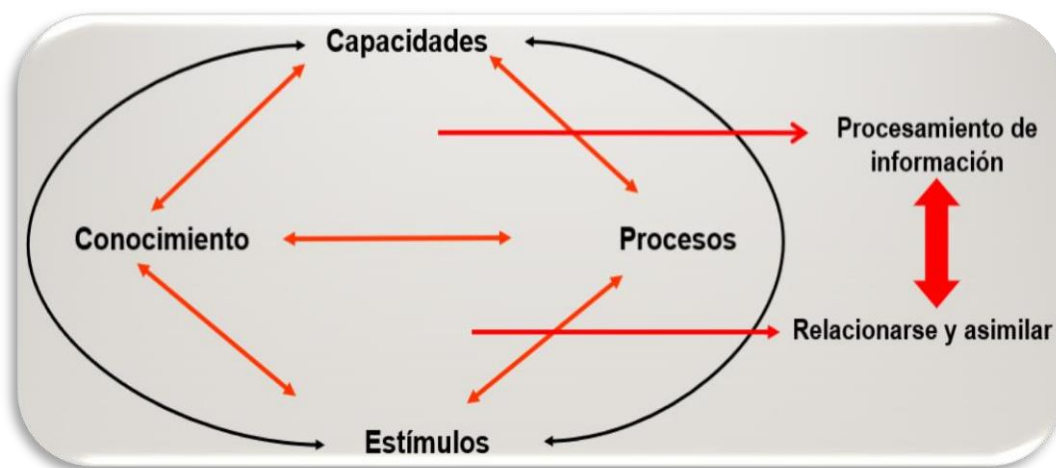 Capacidades
Procesamiento de
información
Conocimiento
Procesos
Relacionarse y asimilar
Estímulos